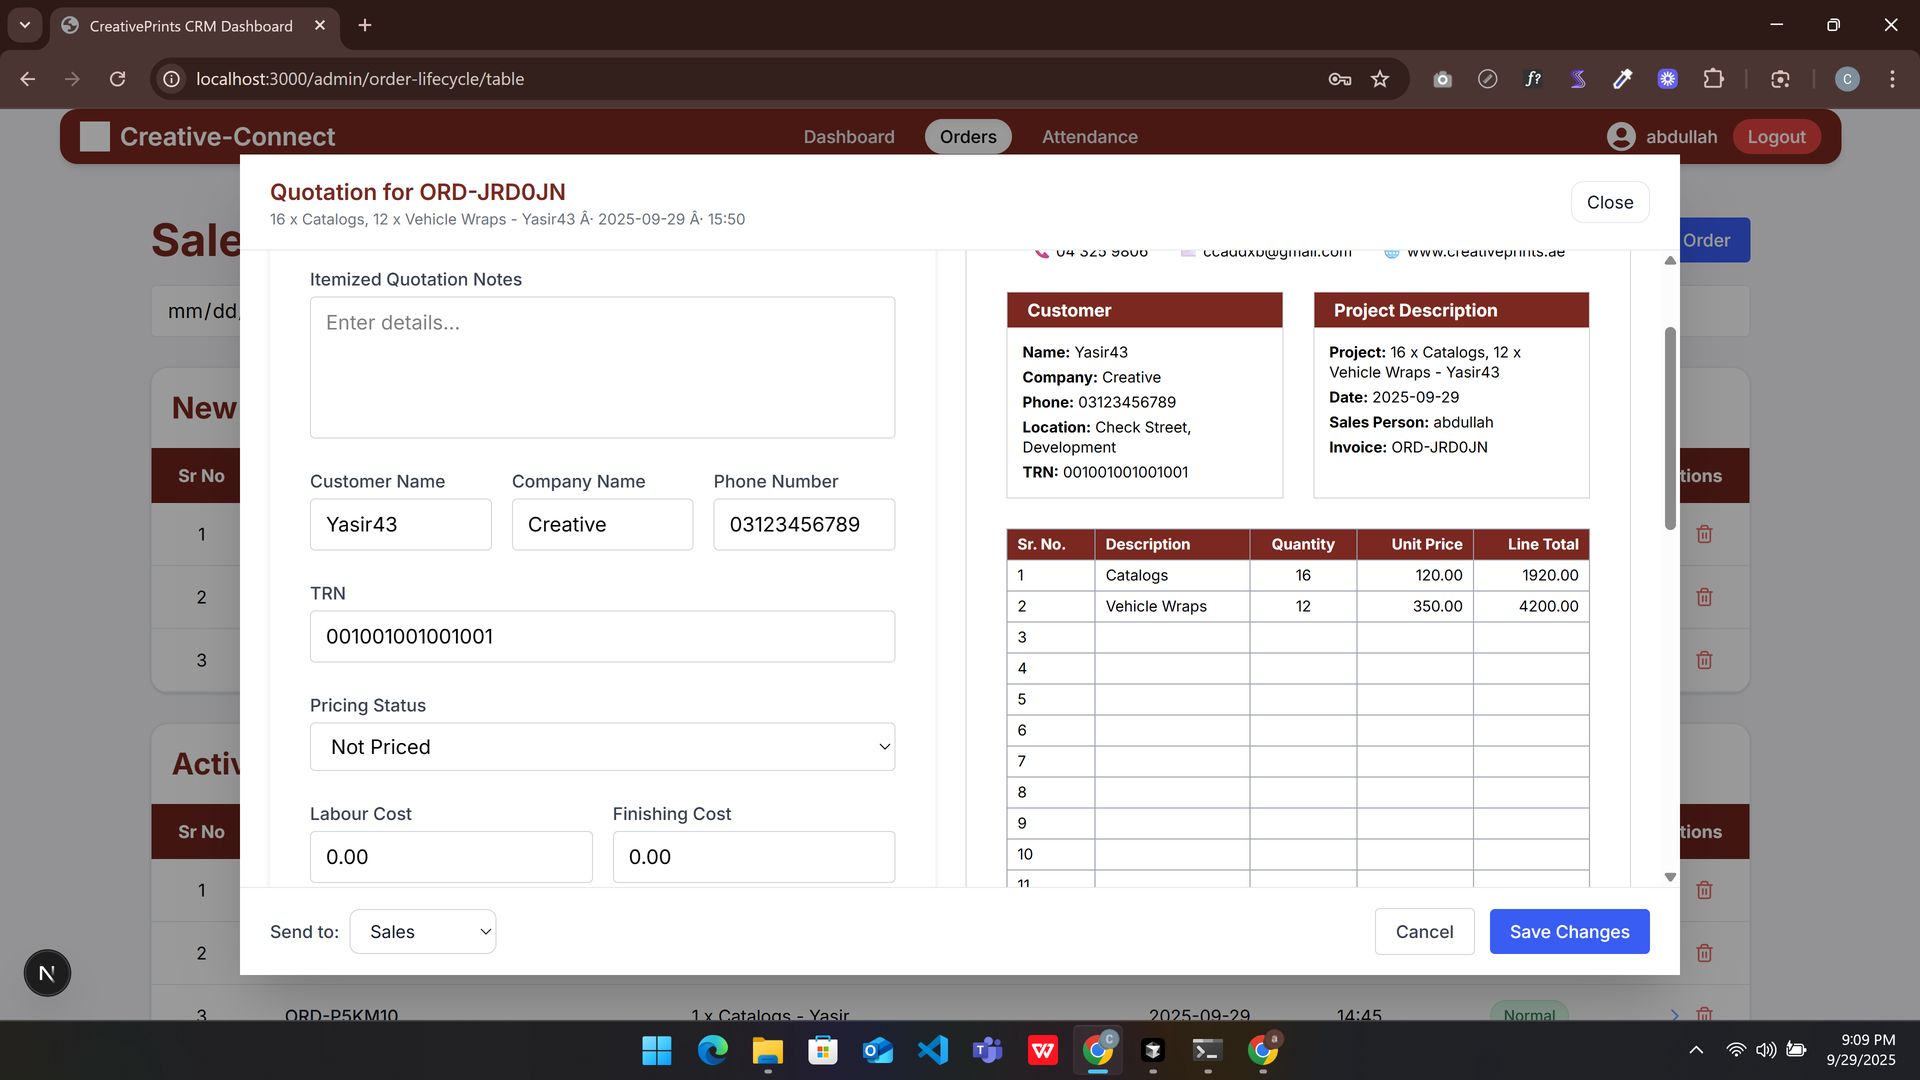 CreativePrints CRM Dashboard
localhost:3000/admin/order-lifecycle/table
f?
C
Creative-Connect
Dashboard
Orders
Attendance
abdullah
Logout
Quotation for ORD-JRD0JN
16 x Catalogs, 12 x Vehicle Wraps - Yasir43 Â· 2025-09-29 Â· 15:50
Close
Sale
Order
mm/dd,
04 325 9806
ccaddxb@gmail.com
www.creativeprints.ae
Itemized Quotation Notes
Enter details...
Customer
Name: Yasir43
Company: Creative
Phone: 03123456789
Location: Check Street,
Development
TRN: 001001001001001
Project Description
Project: 16 x Catalogs, 12 x
Vehicle Wraps - Yasir43
Date: 2025-09-29
Sales Person: abdullah
Invoice: ORD-JRD0JN
New
Sr No
tions
1
2
3
Customer Name
Company Name
Phone Number
Yasir43
Creative
03123456789
TRN
001001001001001
Pricing Status
Not Priced
Labour Cost
Finishing Cost
0.00
0.00
Sr. No. Description Quantity Unit Price Line Total
1 Catalogs 16 120.00 1920.00
2 Vehicle Wraps 12 350.00 4200.00
3
4
5
6
7
8
9
10
11
Activ
Sr No
tions
1
2
Send to:
Sales
Cancel
Save Changes
N
3 ORD-P5KM10 1 x Catalogs - Yasir 2025-09-29 14:45 Normal
C
a
9:09 PM
9/29/2025